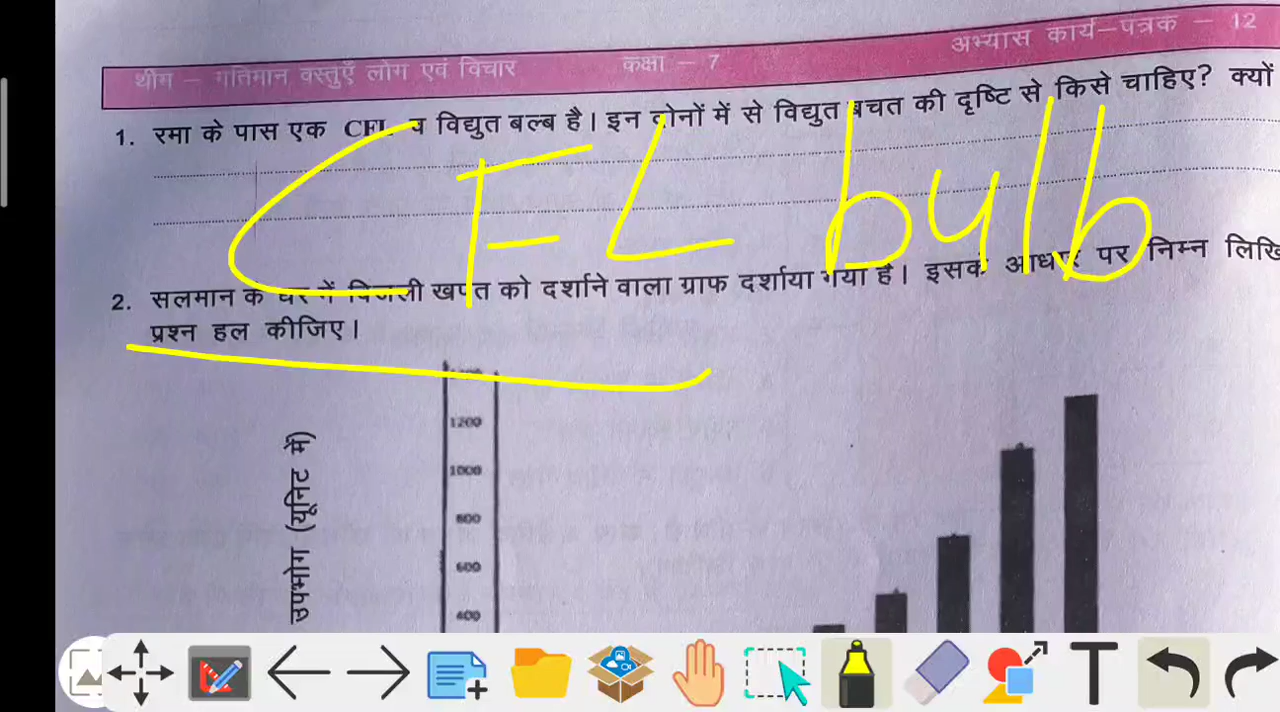 अभ्यास कार्य–पत्रक – 12
थीम – गतिमान वस्तुएँ लोग एवं विचार कक्षा – 7
1. रमा के पास एक CFL व विद्युत बल्ब है। इन दोनों में से विद्युत बचत की दृष्टि से किसे चाहिए? क्यों
CFL bulb
2. सलमान के घर में बिजली खपत को दर्शाने वाला ग्राफ दर्शाया गया है। इसके आधार पर निम्न
प्रश्न हल कीजिए।
उपभोग (यूनिट में)
1200
1000
800
600
400
T